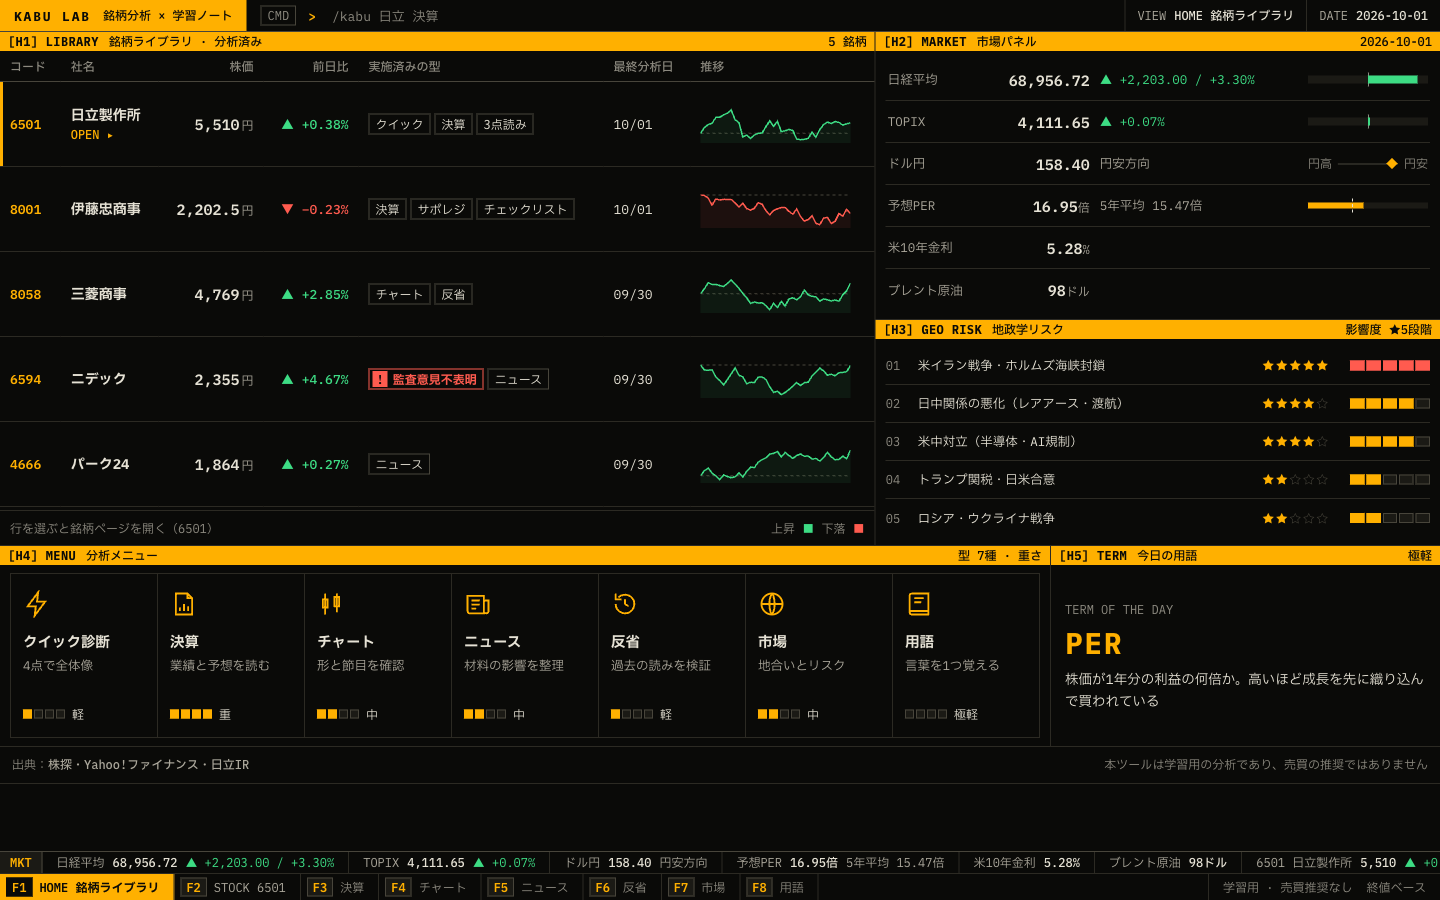 KABU LAB 銘柄分析 × 学習ノート CMD > /kabu 日立 決算 VIEW HOME 銘柄ライブラリ DATE 2026-10-01
[H1] LIBRARY 銘柄ライブラリ · 分析済み 5 銘柄
コード 社名 株価 前日比 実施済みの型 最終分析日 推移
6501 日立製作所 5,510円 ▲ +0.38% クイック 決算 3点読み 10/01
OPEN ▸
8001 伊藤忠商事 2,202.5円 ▼ −0.23% 決算 サポレジ チェックリスト 10/01
8058 三菱商事 4,769円 ▲ +2.85% チャート 反省 09/30
6594 ニデック 2,355円 ▲ +4.67% ! 監査意見不表明 ニュース 09/30
4666 パーク24 1,864円 ▲ +0.27% ニュース 09/30
行を選ぶと銘柄ページを開く（6501） 上昇 ■ 下落 ■
[H2] MARKET 市場パネル 2026-10-01
日経平均 68,956.72 ▲ +2,203.00 / +3.30%
TOPIX 4,111.65 ▲ +0.07%
ドル円 158.40 円安方向 円高 円安
予想PER 16.95倍 5年平均 15.47倍
米10年金利 5.28%
ブレント原油 98ドル
[H3] GEO RISK 地政学リスク 影響度 ★5段階
01 米イラン戦争・ホルムズ海峡封鎖 ★★★★★
02 日中関係の悪化（レアアース・渡航） ★★★★☆
03 米中対立（半導体・AI規制） ★★★★☆
04 トランプ関税・日米合意 ★★☆☆☆
05 ロシア・ウクライナ戦争 ★★☆☆☆
[H4] MENU 分析メニュー 型 7種 · 重さ
クイック診断 決算 チャート ニュース 反省 市場 用語
4点で全体像 業績と予想を読む 形と節目を確認 材料の影響を整理 過去の読みを検証 地合いとリスク 言葉を1つ覚える
軽 重 中 中 軽 中 極軽
[H5] TERM 今日の用語 極軽
TERM OF THE DAY
PER
株価が1年分の利益の何倍か。高いほど成長を先に織り込ん
で買われている
出典：株探・Yahoo!ファイナンス・日立IR 本ツールは学習用の分析であり、売買の推奨ではありません
MKT 日経平均 68,956.72 ▲ +2,203.00 / +3.30% TOPIX 4,111.65 ▲ +0.07% ドル円 158.40 円安方向 予想PER 16.95倍 5年平均 15.47倍 米10年金利 5.28% ブレント原油 98ドル 6501 日立製作所 5,510 ▲ +0
F1 HOME 銘柄ライブラリ F2 STOCK 6501 F3 決算 F4 チャート F5 ニュース F6 反省 F7 市場 F8 用語 学習用 · 売買推奨なし 終値ベース